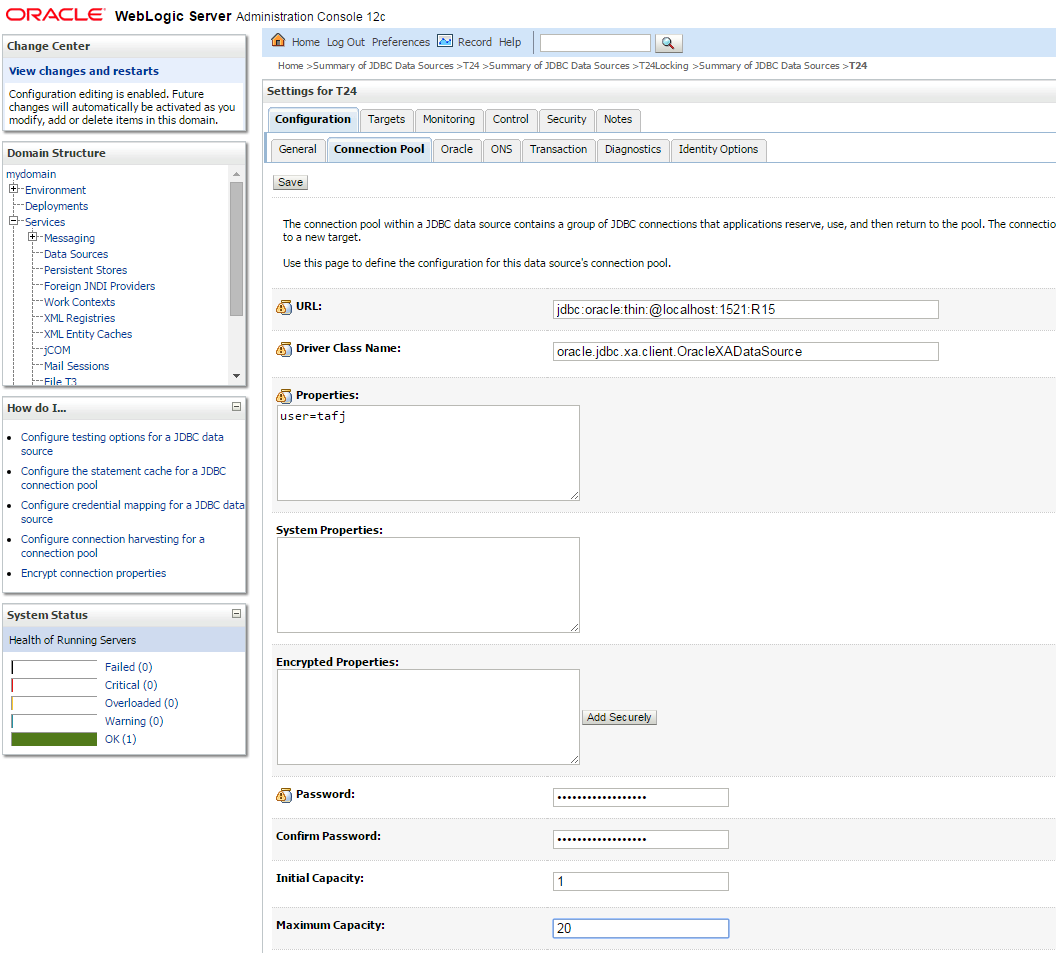 ORACLE WebLogic Server Administration Console 12c
Change Center
View changes and restarts
Configuration editing is enabled. Future
changes will automatically be activated as you
modify, add or delete items in this domain.
Domain Structure
mydomain
Environment
Deployments
Services
Messaging
Data Sources
Persistent Stores
Foreign JNDI Providers
Work Contexts
XML Registries
XML Entity Caches
jCOM
Mail Sessions
File T3
How do I...
Configure testing options for a JDBC data
source
Configure the statement cache for a JDBC
connection pool
Configure credential mapping for a JDBC data
source
Configure connection harvesting for a
connection pool
Encrypt connection properties
System Status
Health of Running Servers
Failed (0)
Critical (0)
Overloaded (0)
Warning (0)
OK (1)
Home Log Out Preferences Record Help
Home >Summary of JDBC Data Sources >T24 >Summary of JDBC Data Sources >T24Locking >Summary of JDBC Data Sources >T24
Settings for T24
Configuration Targets Monitoring Control Security Notes
General Connection Pool Oracle ONS Transaction Diagnostics Identity Options
Save
The connection pool within a JDBC data source contains a group of JDBC connections that applications reserve, use, and then return to the pool. The connectio
to a new target.
Use this page to define the configuration for this data source's connection pool.
URL: jdbc:oracle:thin:@localhost:1521:R15
Driver Class Name: oracle.jdbc.xa.client.OracleXADataSource
Properties:
user=tafj
System Properties:
Encrypted Properties:
Add Securely
Password: ••••••••••••••••••
Confirm Password: ••••••••••••••••••
Initial Capacity: 1
Maximum Capacity: 20